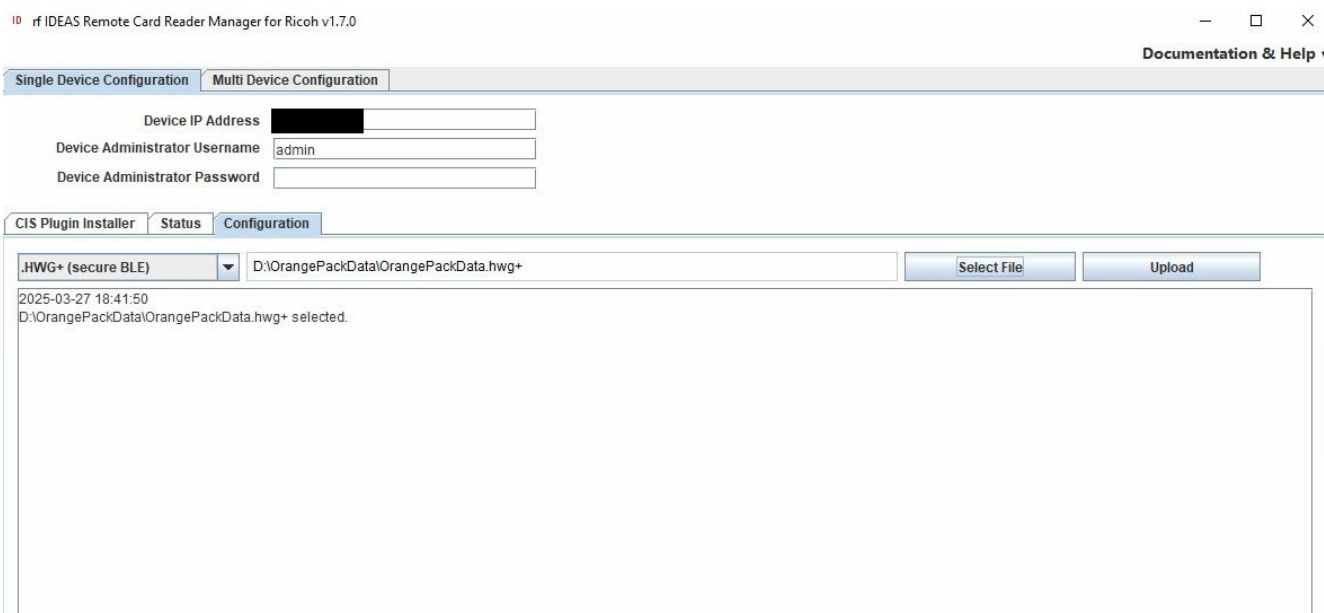 ID rf IDEAS Remote Card Reader Manager for Ricoh v1.7.0
Documentation & Help
Single Device Configuration Multi Device Configuration
Device IP Address
Device Administrator Username admin
Device Administrator Password
CIS Plugin Installer Status Configuration
.HWG+ (secure BLE) D:\OrangePackData\OrangePackData.hwg+ Select File Upload
2025-03-27 18:41:50
D:\OrangePackData\OrangePackData.hwg+ selected.